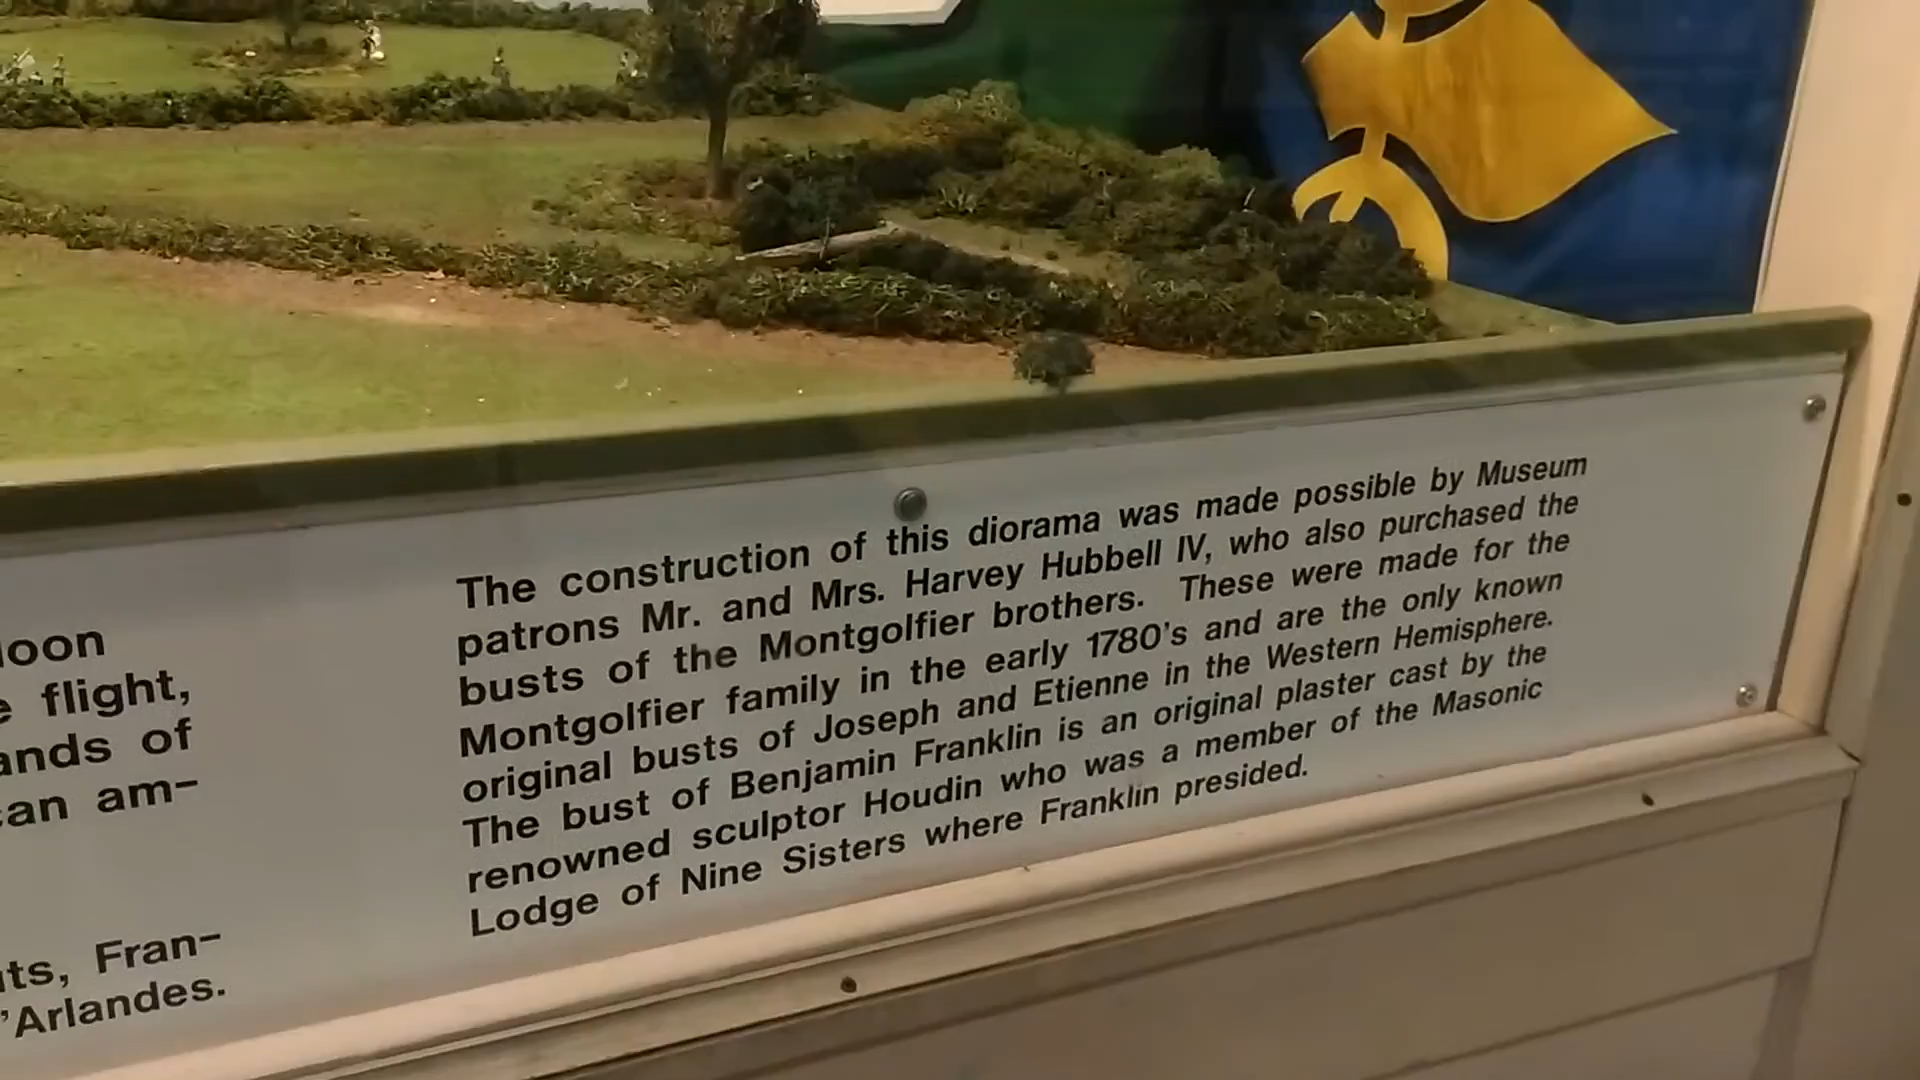 loon
flight,
ands of
an am-
ts, Fran-
'Arlandes.
The construction of this diorama was made possible by Museum
patrons Mr. and Mrs. Harvey Hubbell IV, who also purchased the
busts of the Montgolfier brothers. These were made for the
Montgolfier family in the early 1780's and are the only known
original busts of Joseph and Etienne in the Western Hemisphere.
The bust of Benjamin Franklin is an original plaster cast by the
renowned sculptor Houdin who was a member of the Masonic
Lodge of Nine Sisters where Franklin presided.